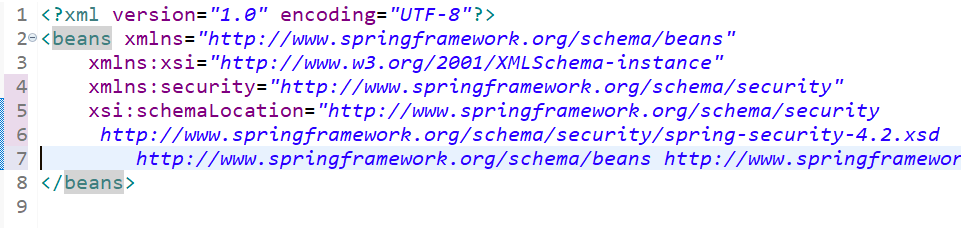 1 <?xml version="1.0" encoding="UTF-8"?>
2 <beans xmlns="http://www.springframework.org/schema/beans"
3     xmlns:xsi="http://www.w3.org/2001/XMLSchema-instance"
4     xmlns:security="http://www.springframework.org/schema/security"
5     xsi:schemaLocation="http://www.springframework.org/schema/security
6      http://www.springframework.org/schema/security/spring-security-4.2.xsd
7         http://www.springframework.org/schema/beans http://www.springframewor
8 </beans>
9